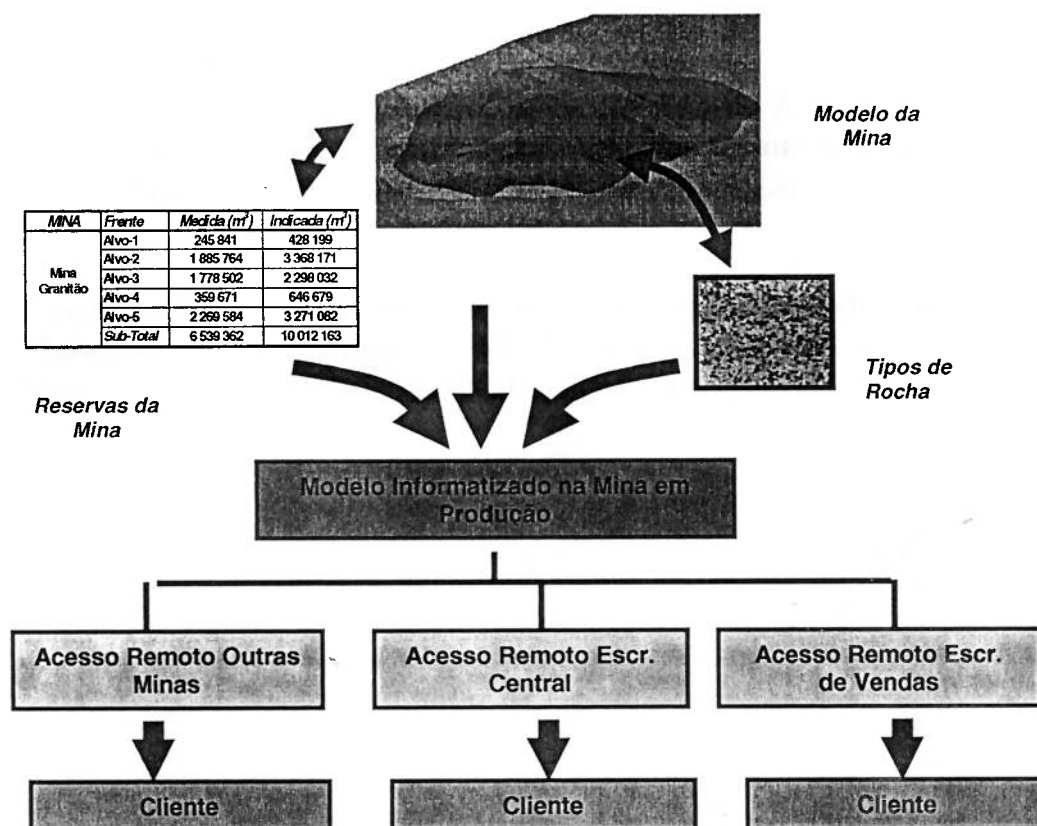 Modelo da
Mina
MINA Frente Medida (m³) Indicada (m³)
Mina
Granitão
Alvo-1 245 841 428 199
Alvo-2 1 885 764 3 368 171
Alvo-3 1 778 502 2 298 032
Alvo-4 359 671 646 679
Alvo-5 2 269 584 3 271 082
Sub-Total 6 539 362 10 012 163
Reservas da
Mina
Tipos de
Rocha
Modelo Informatizado na Mina em
Produção
Acesso Remoto Outras
Minas
Acesso Remoto Escr.
Central
Acesso Remoto Escr.
de Vendas
Cliente
Cliente
Cliente